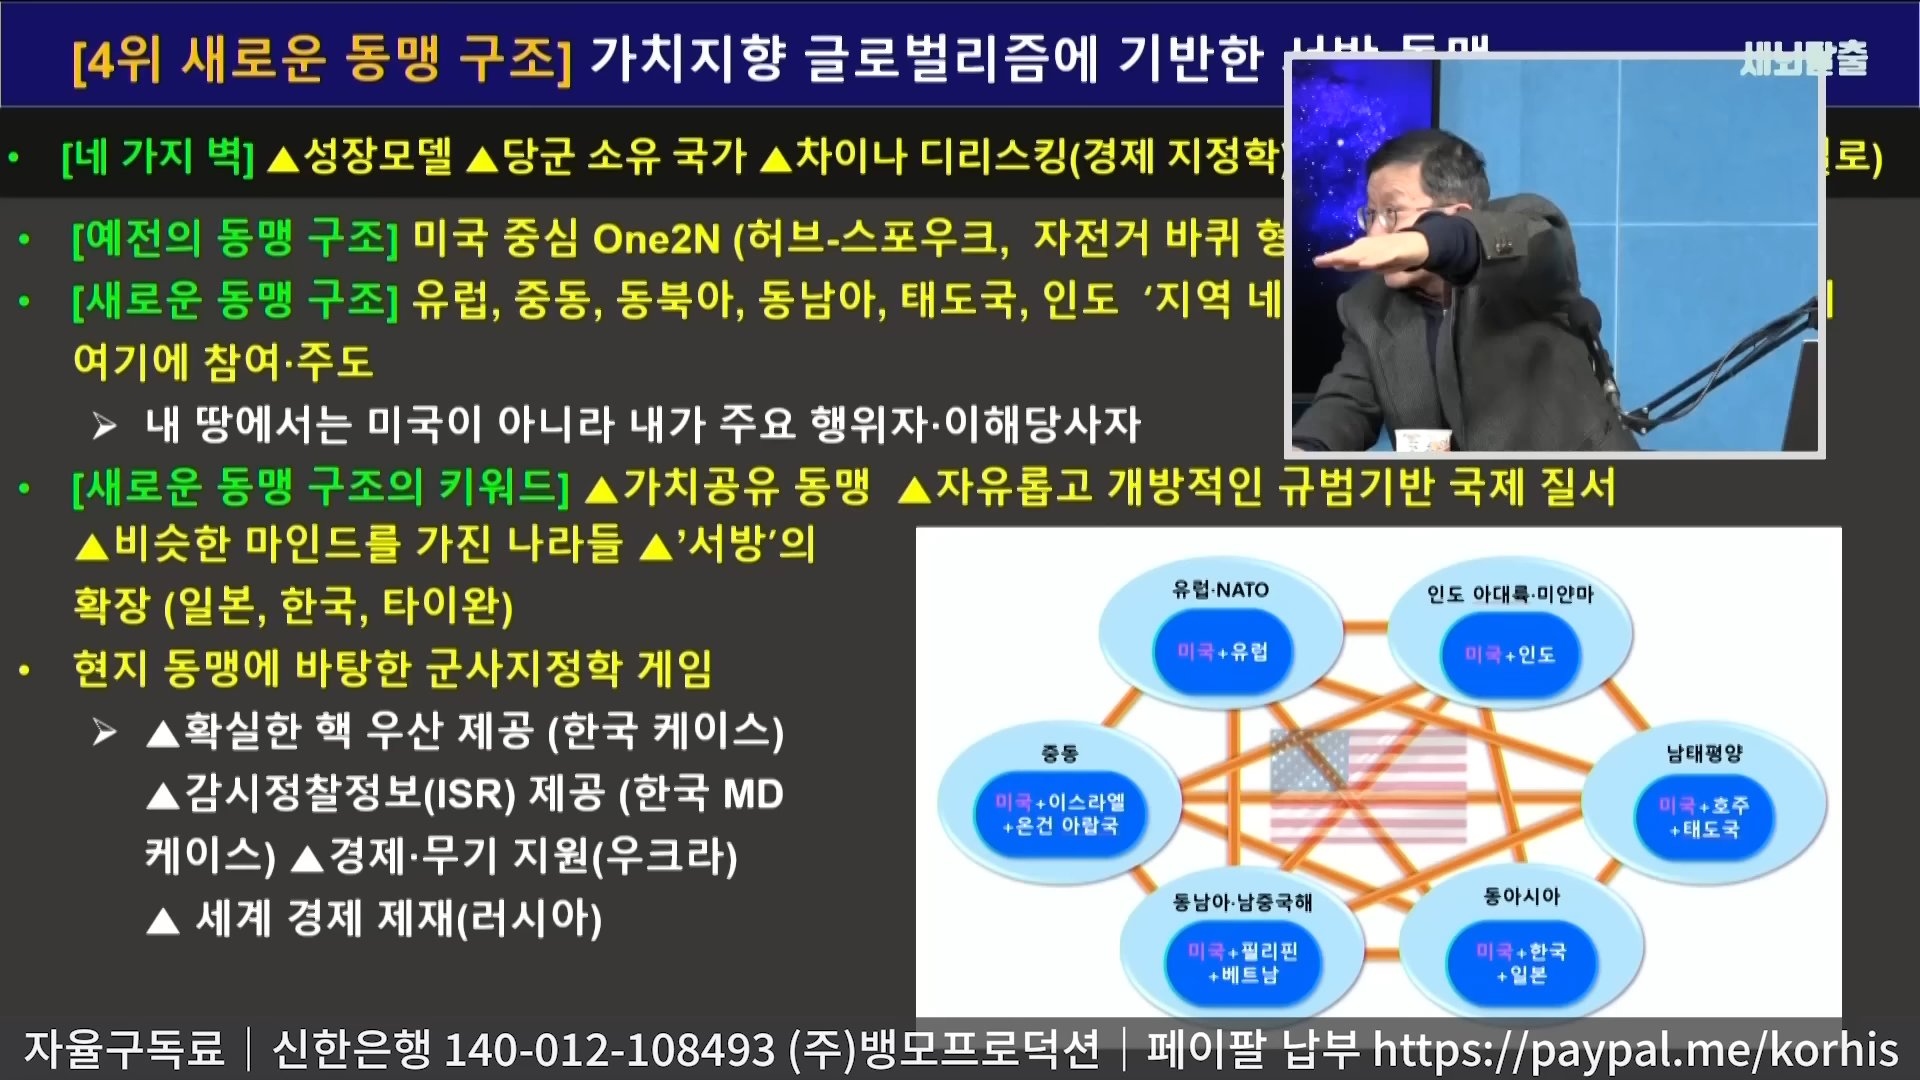 [4위 새로운 동맹 구조] 가치지향 글로벌리즘에 기반한
세뇌탈출
• [네 가지 벽] ▲성장모델 ▲당군 소유 국가 ▲차이나 디리스킹(경제 지정학) 로)
• [예전의 동맹 구조] 미국 중심 One2N (허브-스포우크, 자전거 바퀴
• [새로운 동맹 구조] 유럽, 중동, 동북아, 동남아, 태도국, 인도 ‘지역
여기에 참여·주도
➢ 내 땅에서는 미국이 아니라 내가 주요 행위자·이해당사자
• [새로운 동맹 구조의 키워드] ▲가치공유 동맹 ▲자유롭고 개방적인 규범기반 국제 질서
▲비슷한 마인드를 가진 나라들 ▲’서방’의
확장 (일본, 한국, 타이완)
• 현지 동맹에 바탕한 군사지정학 게임
➢ ▲확실한 핵 우산 제공 (한국 케이스)
▲감시정찰정보(ISR) 제공 (한국 MD
케이스) ▲경제·무기 지원(우크라)
▲ 세계 경제 제재(러시아)
유럽·NATO
미국+유럽
인도 아대륙·미얀마
미국+인도
중동
미국+이스라엘
+온건 아랍국
남태평양
미국+호주
+태도국
동남아·남중국해
미국+필리핀
+베트남
동아시아
미국+한국
+일본
자율구독료｜신한은행 140-012-108493 (주)뱅모프로덕션｜페이팔 납부 https://paypal.me/korhis